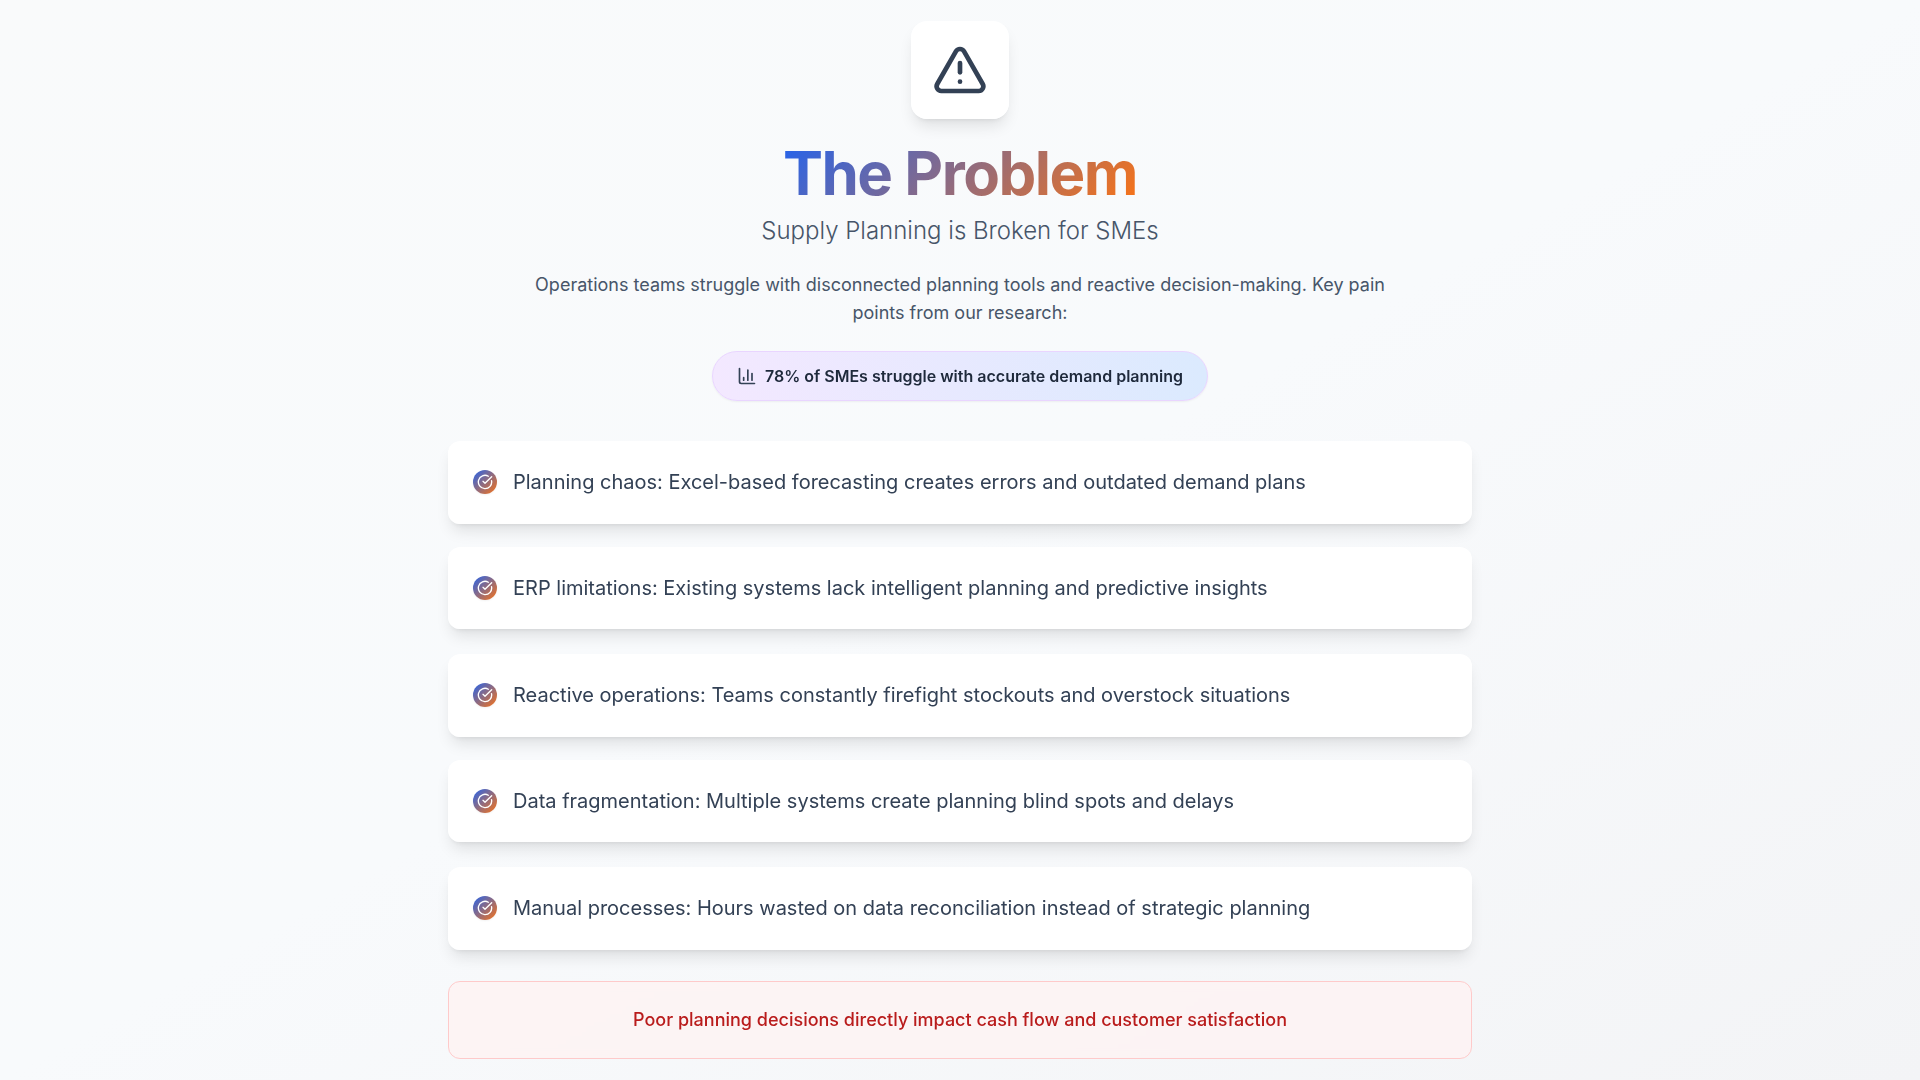 The Problem
Supply Planning is Broken for SMEs
Operations teams struggle with disconnected planning tools and reactive decision-making. Key pain
points from our research:
78% of SMEs struggle with accurate demand planning
Planning chaos: Excel-based forecasting creates errors and outdated demand plans
ERP limitations: Existing systems lack intelligent planning and predictive insights
Reactive operations: Teams constantly firefight stockouts and overstock situations
Data fragmentation: Multiple systems create planning blind spots and delays
Manual processes: Hours wasted on data reconciliation instead of strategic planning
Poor planning decisions directly impact cash flow and customer satisfaction